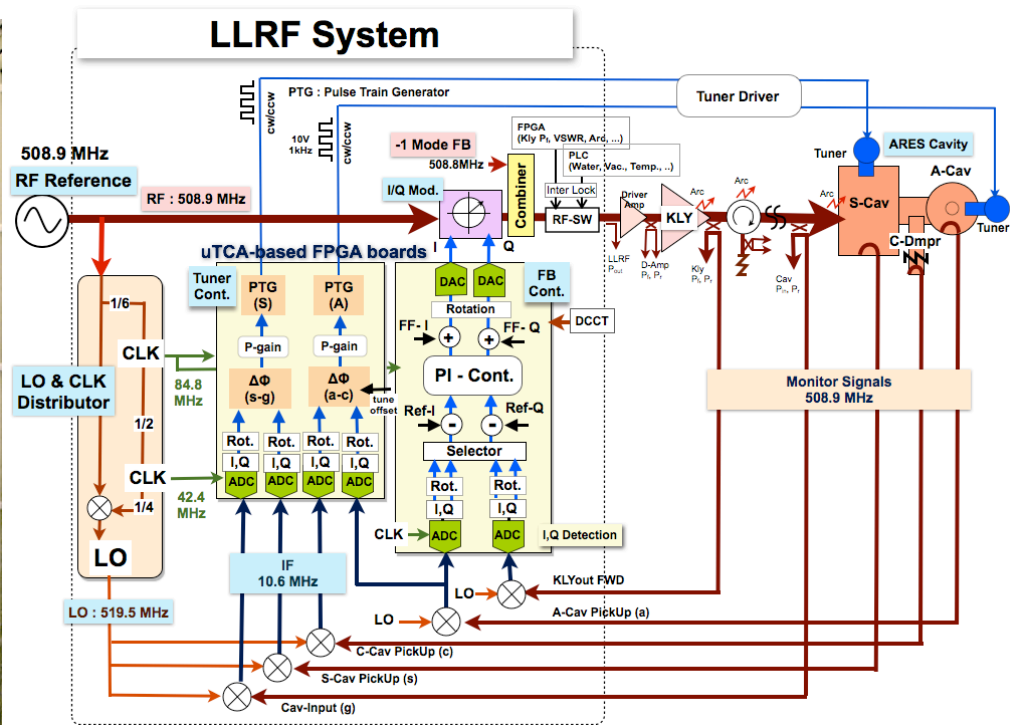 LLRF System
PTG : Pulse Train Generator
cw/ccw
10V
1kHz
cw/ccw
Tuner Driver
FPGA
(Kly Pf, VSWR, Arc, ...)
PLC
(Water, Vac., Temp., ..)
-1 Mode FB
508.8MHz
Combiner
Inter Lock
RF-SW
I/Q Mod.
I
Q
Driver
Amp
KLY
Arc
Arc
Arc
Tuner
ARES Cavity
A-Cav
S-Cav
Tuner
C-Dmpr
508.9 MHz
RF Reference
RF : 508.9 MHz
LLRF
Pout
D-Amp
Pf, Pr
Kly
Pf, Pr
Cav
Pin, Pr
uTCA-based FPGA boards
Tuner
Cont.
PTG
(S)
PTG
(A)
P-gain
P-gain
ΔΦ
(s-g)
ΔΦ
(a-c)
tune
offset
Rot.
Rot.
Rot.
Rot.
I,Q
I,Q
I,Q
I,Q
ADC
ADC
ADC
ADC
DAC
DAC
FB
Cont.
Rotation
FF- I
+
+
FF- Q
DCCT
PI - Cont.
Ref-I
-
-
Ref-Q
Selector
Rot.
Rot.
I,Q
I,Q
CLK
ADC
ADC
I,Q Detection
1/6
CLK
84.8
MHz
LO & CLK
Distributor
1/2
CLK
42.4
MHz
1/4
LO
LO : 519.5 MHz
IF
10.6 MHz
Monitor Signals
508.9 MHz
LO
KLYout FWD
LO
A-Cav PickUp (a)
C-Cav PickUp (c)
S-Cav PickUp (s)
Cav-Input (g)